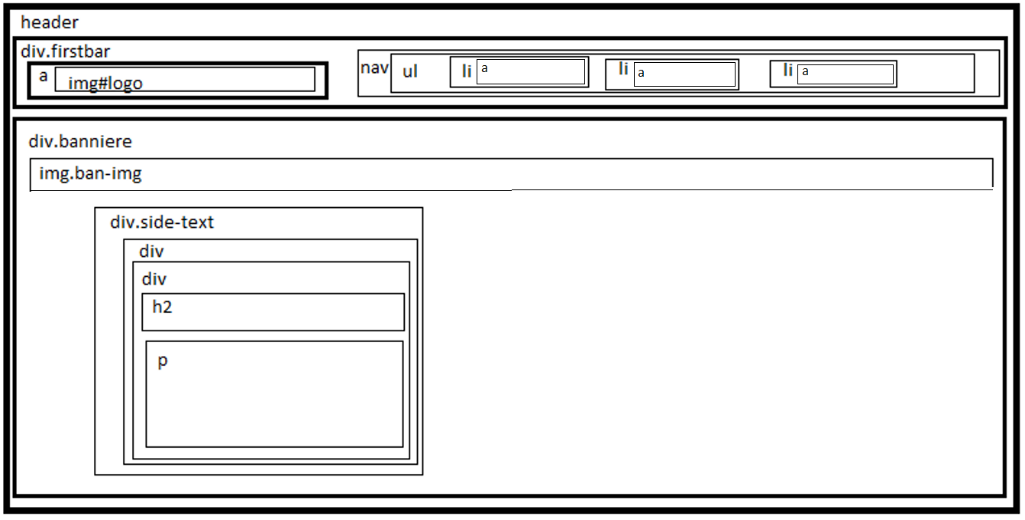 header
div.firstbar
a
img#logo
nav
ul
li
a
li
a
li
a
div.banniere
img.ban-img
div.side-text
div
div
h2
p